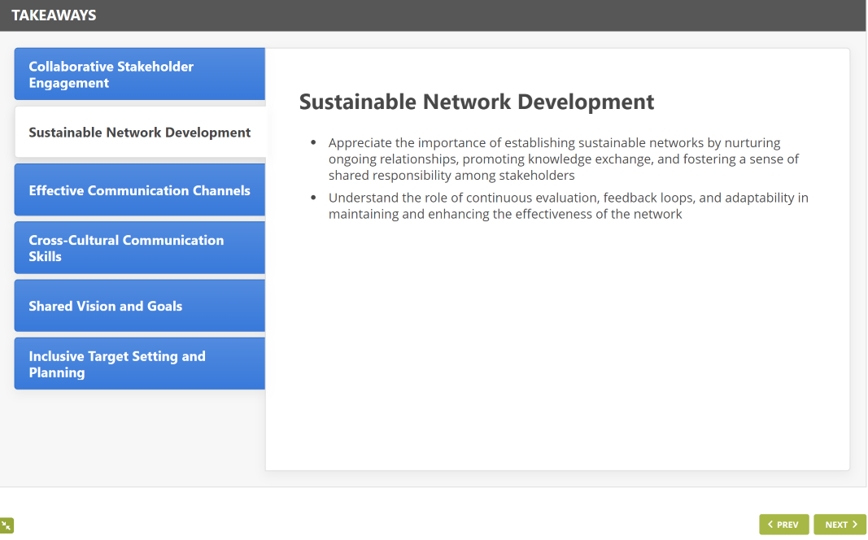 TAKEAWAYS
Collaborative Stakeholder
Engagement
Sustainable Network Development
Effective Communication Channels
Cross-Cultural Communication
Skills
Shared Vision and Goals
Inclusive Target Setting and
Planning
Sustainable Network Development
• Appreciate the importance of establishing sustainable networks by nurturing
ongoing relationships, promoting knowledge exchange, and fostering a sense of
shared responsibility among stakeholders
• Understand the role of continuous evaluation, feedback loops, and adaptability in
maintaining and enhancing the effectiveness of the network
PREV
NEXT